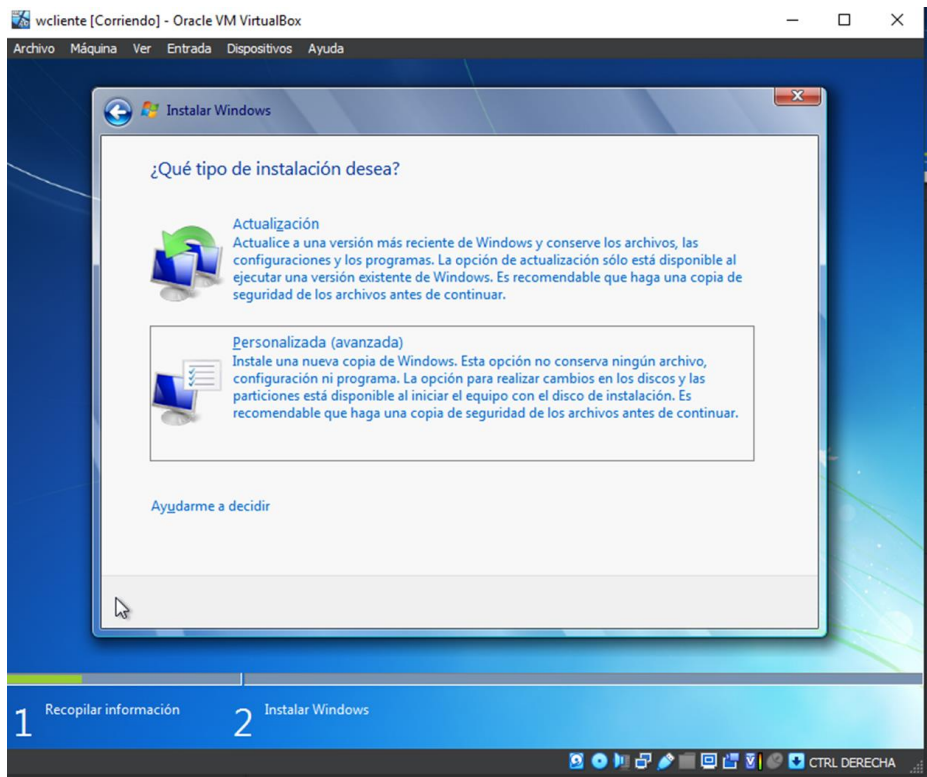 wcliente [Corriendo] - Oracle VM VirtualBox
Archivo Máquina Ver Entrada Dispositivos Ayuda
Instalar Windows
¿Qué tipo de instalación desea?
Actualización
Actualice a una versión más reciente de Windows y conserve los archivos, las
configuraciones y los programas. La opción de actualización sólo está disponible al
ejecutar una versión existente de Windows. Es recomendable que haga una copia de
seguridad de los archivos antes de continuar.
Personalizada (avanzada)
Instale una nueva copia de Windows. Esta opción no conserva ningún archivo,
configuración ni programa. La opción para realizar cambios en los discos y las
particiones está disponible al iniciar el equipo con el disco de instalación. Es
recomendable que haga una copia de seguridad de los archivos antes de continuar.
Ayudarme a decidir
1 Recopilar información
2 Instalar Windows
CTRL DERECHA